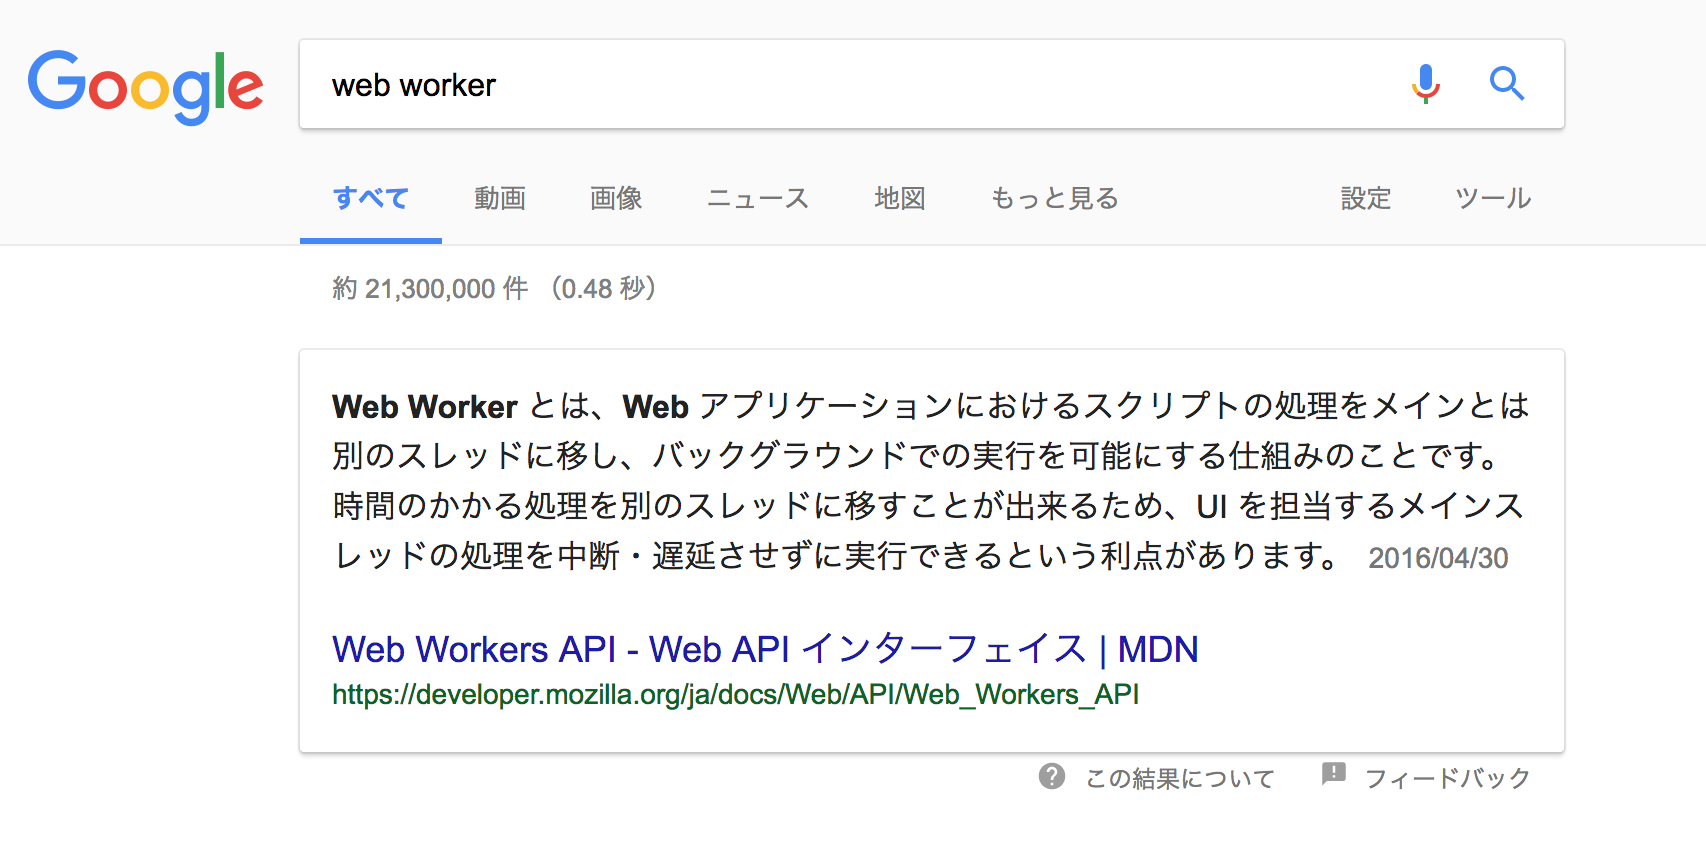 Google
web worker
すべて 動画 画像 ニュース 地図 もっと見る 設定 ツール
約 21,300,000 件 （0.48 秒）
Web Worker とは、Web アプリケーションにおけるスクリプトの処理をメインとは
別のスレッドに移し、バックグラウンドでの実行を可能にする仕組みのことです。
時間のかかる処理を別のスレッドに移すことが出来るため、UI を担当するメインス
レッドの処理を中断・遅延させずに実行できるという利点があります。 2016/04/30
Web Workers API - Web API インターフェイス | MDN
https://developer.mozilla.org/ja/docs/Web/API/Web_Workers_API
この結果について フィードバック